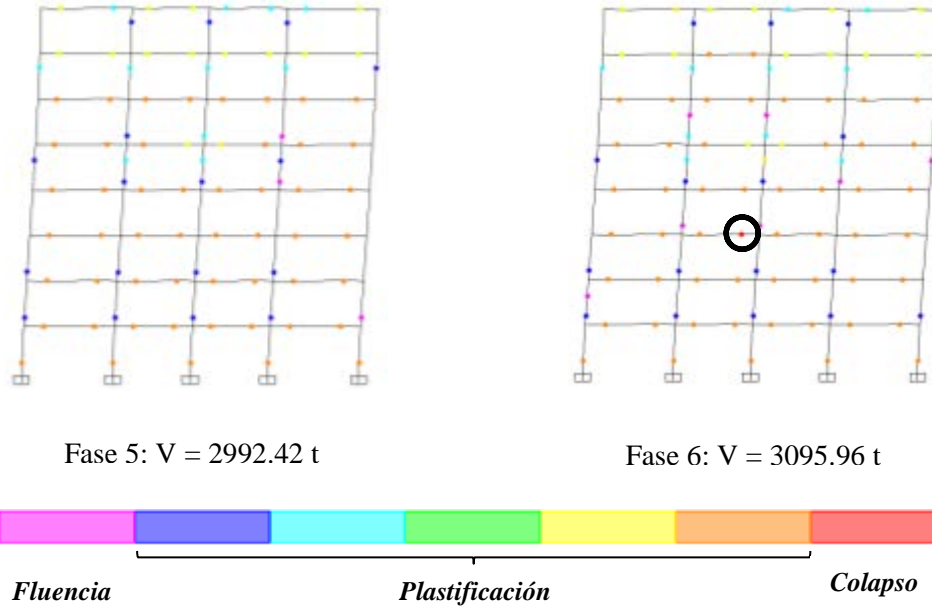 Fase 5: V = 2992.42 t
Fase 6: V = 3095.96 t
Fluencia
Plastificación
Colapso